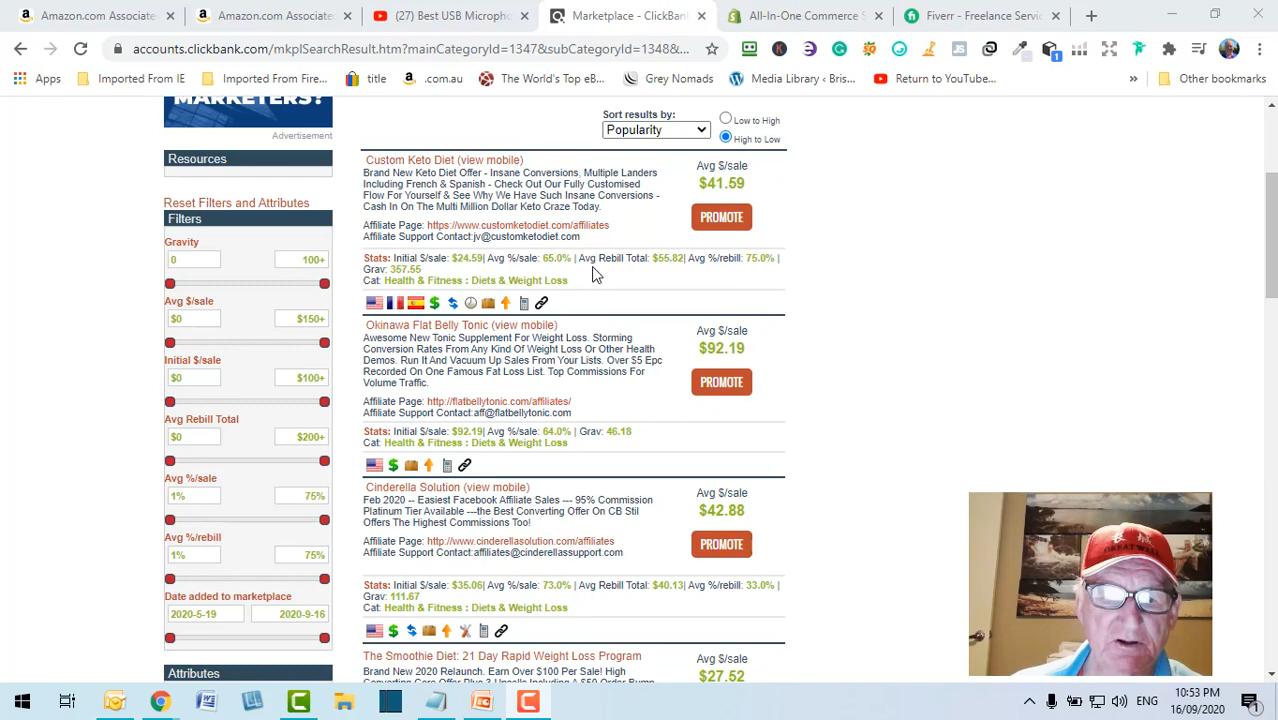 Amazon.com Associate
Amazon.com Associate
(27) Best USB Microphc
Marketplace - ClickBan
All-In-One Commerce S
Fiverr - Freelance Servi
accounts.clickbank.com/mkplSearchResult.htm?mainCategoryId=1347&subCategoryId=1348&...
Apps
Imported From IE
Imported From Fire...
title
.com.au
The World's Top eB...
Grey Nomads
Media Library ‹ Bris...
Return to YouTube...
Other bookmarks
MARKETERS?
Advertisement
Resources
Reset Filters and Attributes
Filters
Gravity
0 100+
Avg $/sale
$0 $150+
Initial $/sale
$0 $100+
Avg Rebill Total
$0 $200+
Avg %/sale
1% 75%
Avg %/rebill
1% 75%
Date added to marketplace
2020-5-19 2020-9-16
Attributes
Sort results by:
Popularity
Low to High
High to Low
Custom Keto Diet (view mobile)
Brand New Keto Diet Offer - Insane Conversions, Multiple Landers
Including French & Spanish - Check Out Our Fully Customised
Flow For Yourself & See Why We Have Such Insane Conversions -
Cash In On The Multi Million Dollar Keto Craze Today.
Affiliate Page: https://www.customketodiet.com/affiliates
Affiliate Support Contact:jv@customketodiet.com
Avg $/sale
$41.59
PROMOTE
Stats: Initial $/sale: $24.59| Avg %/sale: 65.0% | Avg Rebill Total: $55.82| Avg %/rebill: 75.0% |
Grav: 357.55
Cat: Health & Fitness : Diets & Weight Loss
Okinawa Flat Belly Tonic (view mobile)
Awesome New Tonic Supplement For Weight Loss. Storming
Conversion Rates From Any Kind Of Weight Loss Or Other Health
Demos. Run It And Vacuum Up Sales From Your Lists. Over $5 Epc
Recorded On One Famous Fat Loss List. Top Commissions For
Volume Traffic.
Affiliate Page: http://flatbellytonic.com/affiliates/
Affiliate Support Contact:aff@flatbellytonic.com
Avg $/sale
$92.19
PROMOTE
Stats: Initial $/sale: $92.19| Avg %/sale: 64.0% | Grav: 46.18
Cat: Health & Fitness : Diets & Weight Loss
Cinderella Solution (view mobile)
Feb 2020 -- Easiest Facebook Affiliate Sales --- 95% Commission
Platinum Tier Available ---the Best Converting Offer On CB Stil
Offers The Highest Commissions Too!
Affiliate Page: http://www.cinderellasolution.com/affiliates
Affiliate Support Contact:affiliates@cinderellassupport.com
Avg $/sale
$42.88
PROMOTE
Stats: Initial $/sale: $35.06| Avg %/sale: 73.0% | Avg Rebill Total: $40.13| Avg %/rebill: 33.0% |
Grav: 111.67
Cat: Health & Fitness : Diets & Weight Loss
The Smoothie Diet: 21 Day Rapid Weight Loss Program
Brand New 2020 Relaunch. Earn Over $100 Per Sale! High
Converting Core Offer Plus 3 Upsells Including A $50 Order Bump
Avg $/sale
$27.52
長城
GREAT WALL
ENG
10:53 PM
16/09/2020